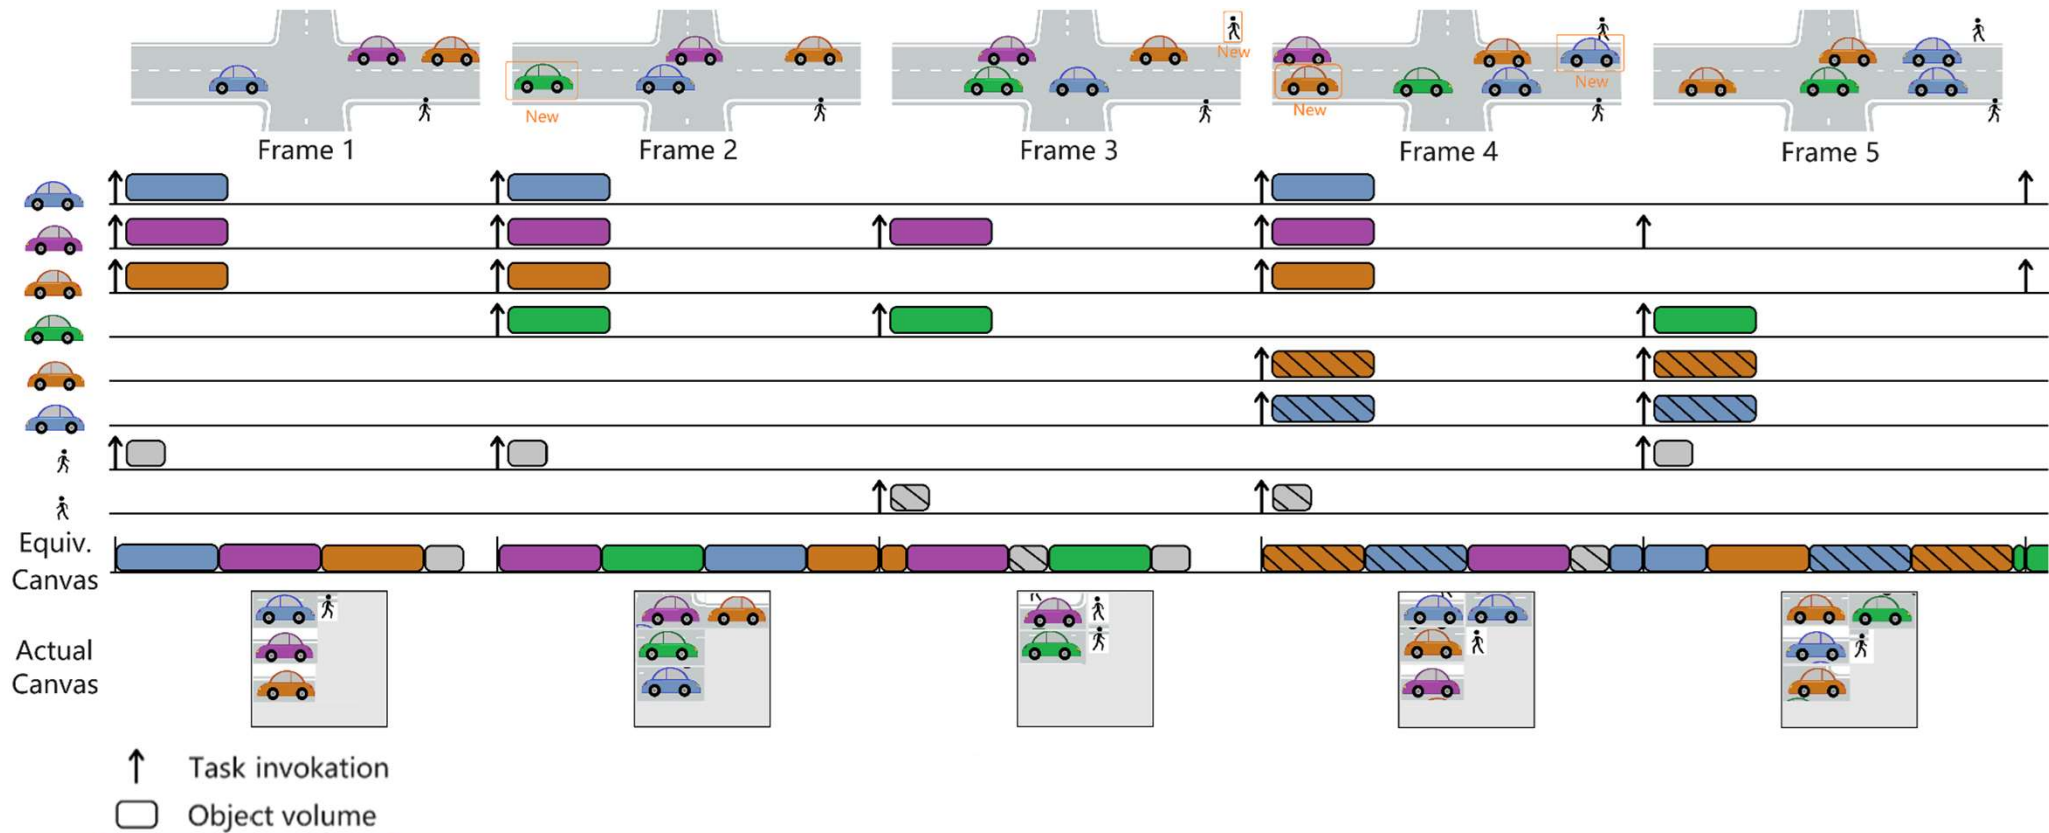 New
New
New
New
Frame 1
Frame 2
Frame 3
Frame 4
Frame 5
Equiv.
Canvas
Actual
Canvas
Task invokation
Object volume